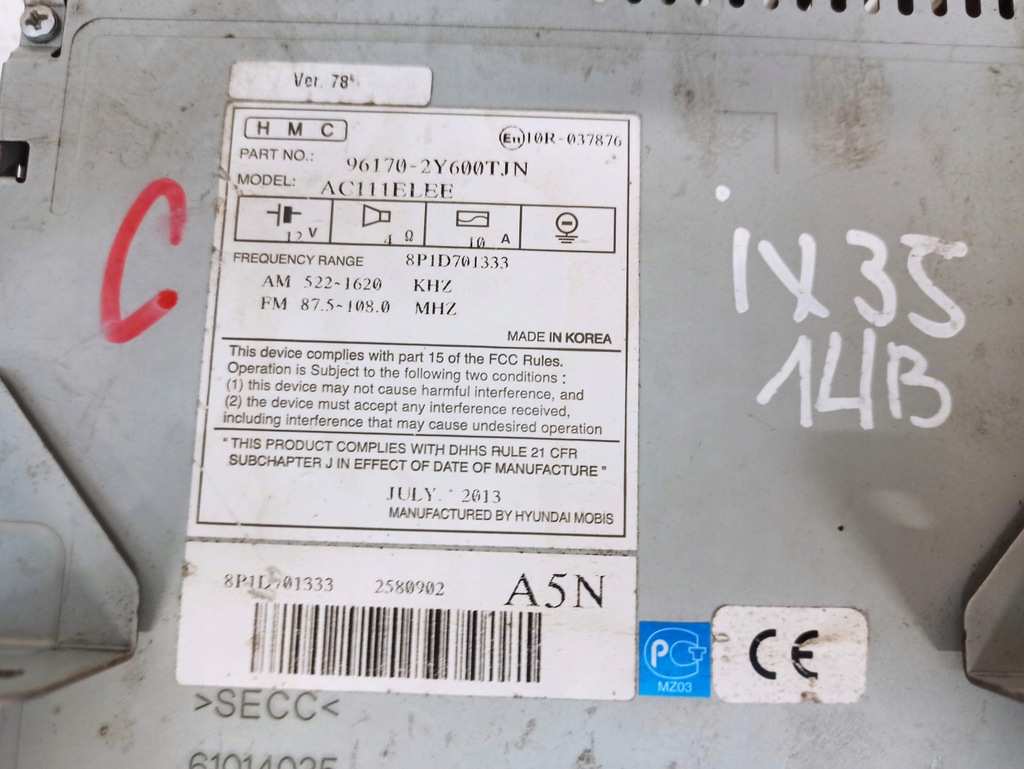 Ver. 78
H M C
E11 10R-037876
PART NO.: 96170-2Y600TJN
MODEL: AC111ELEE
12 V 4 Ω 10 A
FREQUENCY RANGE 8P1D701333
AM 522~1620 KHZ
FM 87.5~108.0 MHZ
MADE IN KOREA
This device complies with part 15 of the FCC Rules.
Operation is Subject to the following two conditions :
(1) this device may not cause harmful interference, and
(2) the device must accept any interference received,
including interference that may cause undesired operation
" THIS PRODUCT COMPLIES WITH DHHS RULE 21 CFR
SUBCHAPTER J IN EFFECT OF DATE OF MANUFACTURE "
JULY. 2013
MANUFACTURED BY HYUNDAI MOBIS
8P1D701333 2580902 A5N
MZ03
CE
>SECC<
61014025
C
IX35
14B